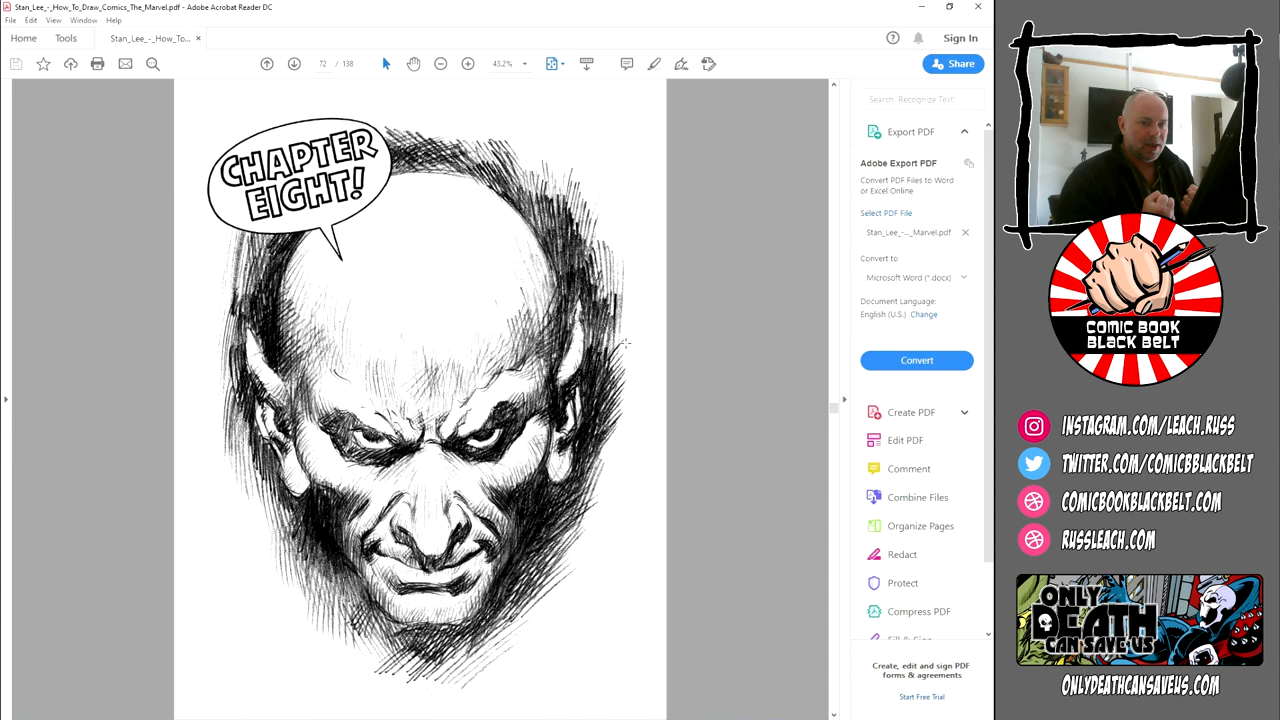 Stan_Lee_-_How_To_Draw_Comics_The_Marvel.pdf - Adobe Acrobat Reader DC
File Edit View Window Help
Home Tools Stan_Lee_-_How_To... × Sign In
72 / 138 43.2% Share
CHAPTER
EIGHT!
Search 'Recognize Text'
Export PDF
Adobe Export PDF
Convert PDF Files to Word
or Excel Online
Select PDF File
Stan_Lee_-..._Marvel.pdf
Convert to
Microsoft Word (*.docx)
Document Language:
English (U.S.) Change
Convert
Create PDF
Edit PDF
Comment
Combine Files
Organize Pages
Redact
Protect
Compress PDF
Fill & Sign
Create, edit and sign PDF
forms & agreements
Start Free Trial
COMIC BOOK
BLACK BELT
INSTAGRAM.COM/LEACH.RUSS
TWITTER.COM/COMICBBLACKBELT
COMICBOOKBLACKBELT.COM
RUSSLEACH.COM
ONLY
DEATH
CAN SAVE US
ONLYDEATHCANSAVEUS.COM